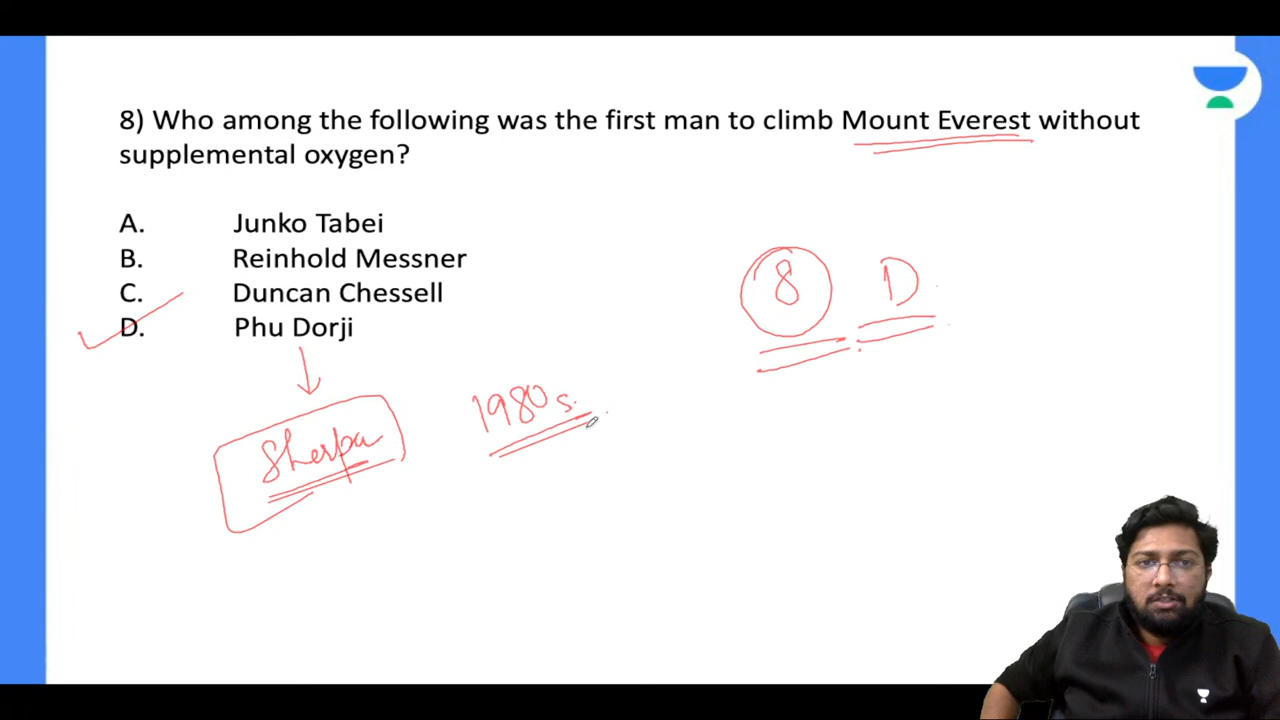 8) Who among the following was the first man to climb Mount Everest without
supplemental oxygen?
A. Junko Tabei
B. Reinhold Messner
C. Duncan Chessell
D. Phu Dorji
8 D
1980s.
Sherpa